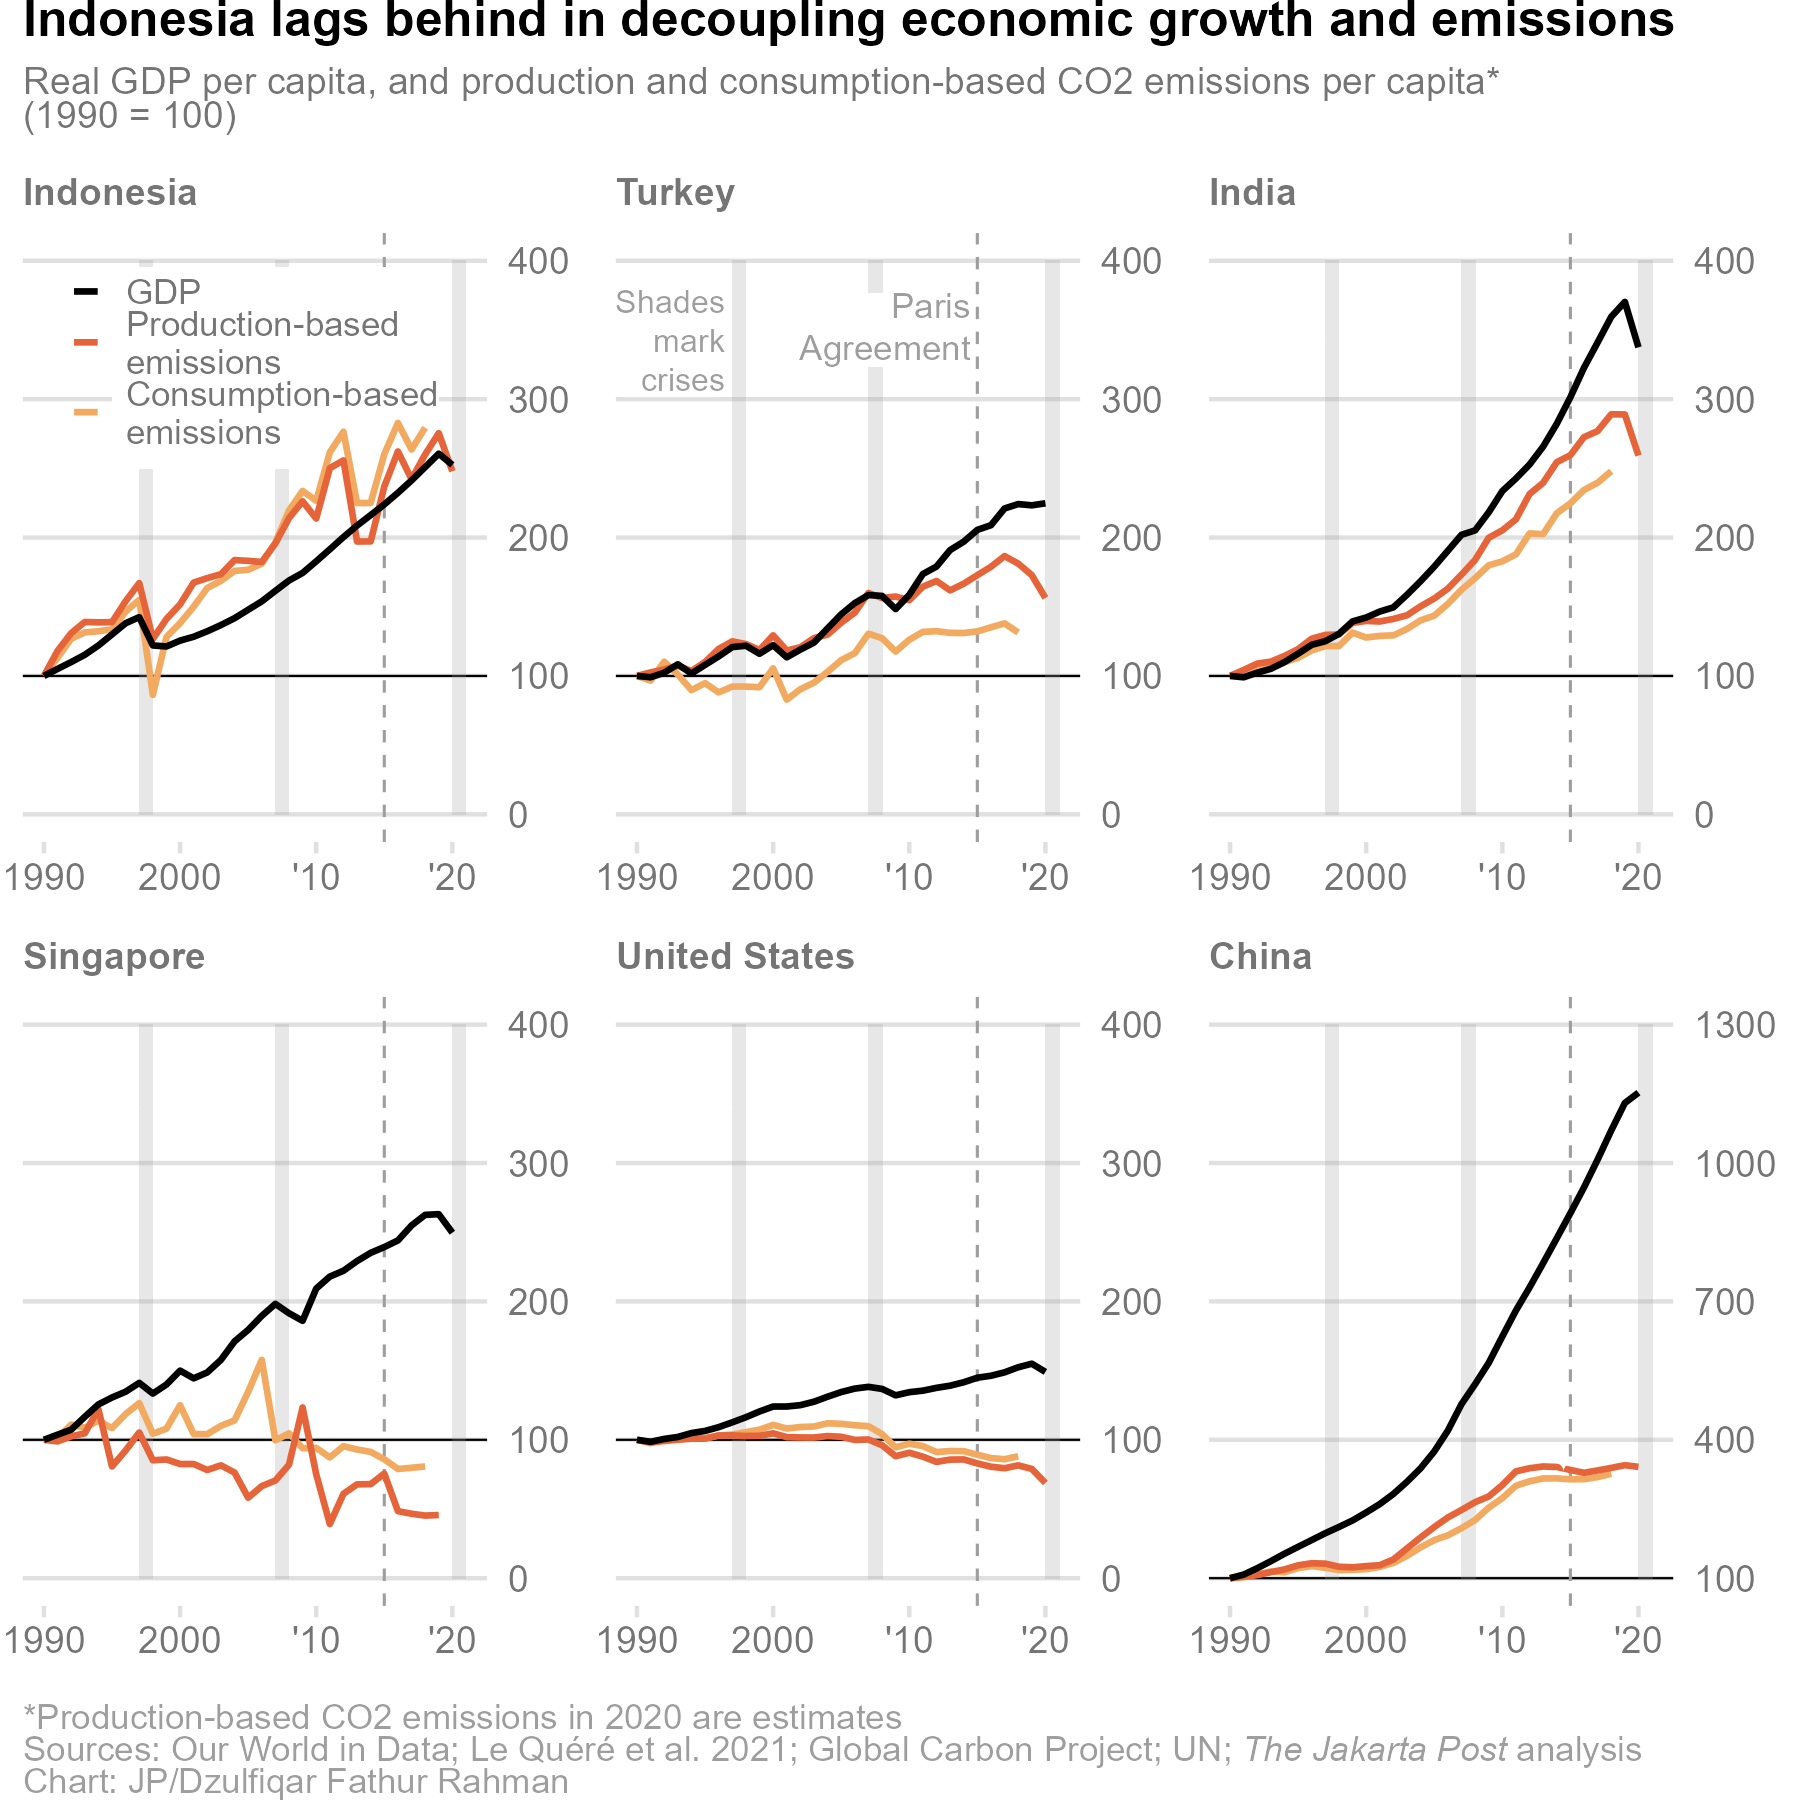 Indonesia lags behind in decoupling economic growth and emissions
Real GDP per capita, and production and consumption-based CO2 emissions per capita*
(1990 = 100)
Indonesia
GDP
Production-based
emissions
Consumption-based
emissions
400
300
200
100
0
1990 2000 '10 '20
Turkey
Shades
mark
crises
Paris
Agreement
400
300
200
100
0
1990 2000 '10 '20
India
400
300
200
100
0
1990 2000 '10 '20
Singapore
400
300
200
100
0
1990 2000 '10 '20
United States
400
300
200
100
0
1990 2000 '10 '20
China
1300
1000
700
400
100
1990 2000 '10 '20
*Production-based CO2 emissions in 2020 are estimates
Sources: Our World in Data; Le Quéré et al. 2021; Global Carbon Project; UN; The Jakarta Post analysis
Chart: JP/Dzulfiqar Fathur Rahman